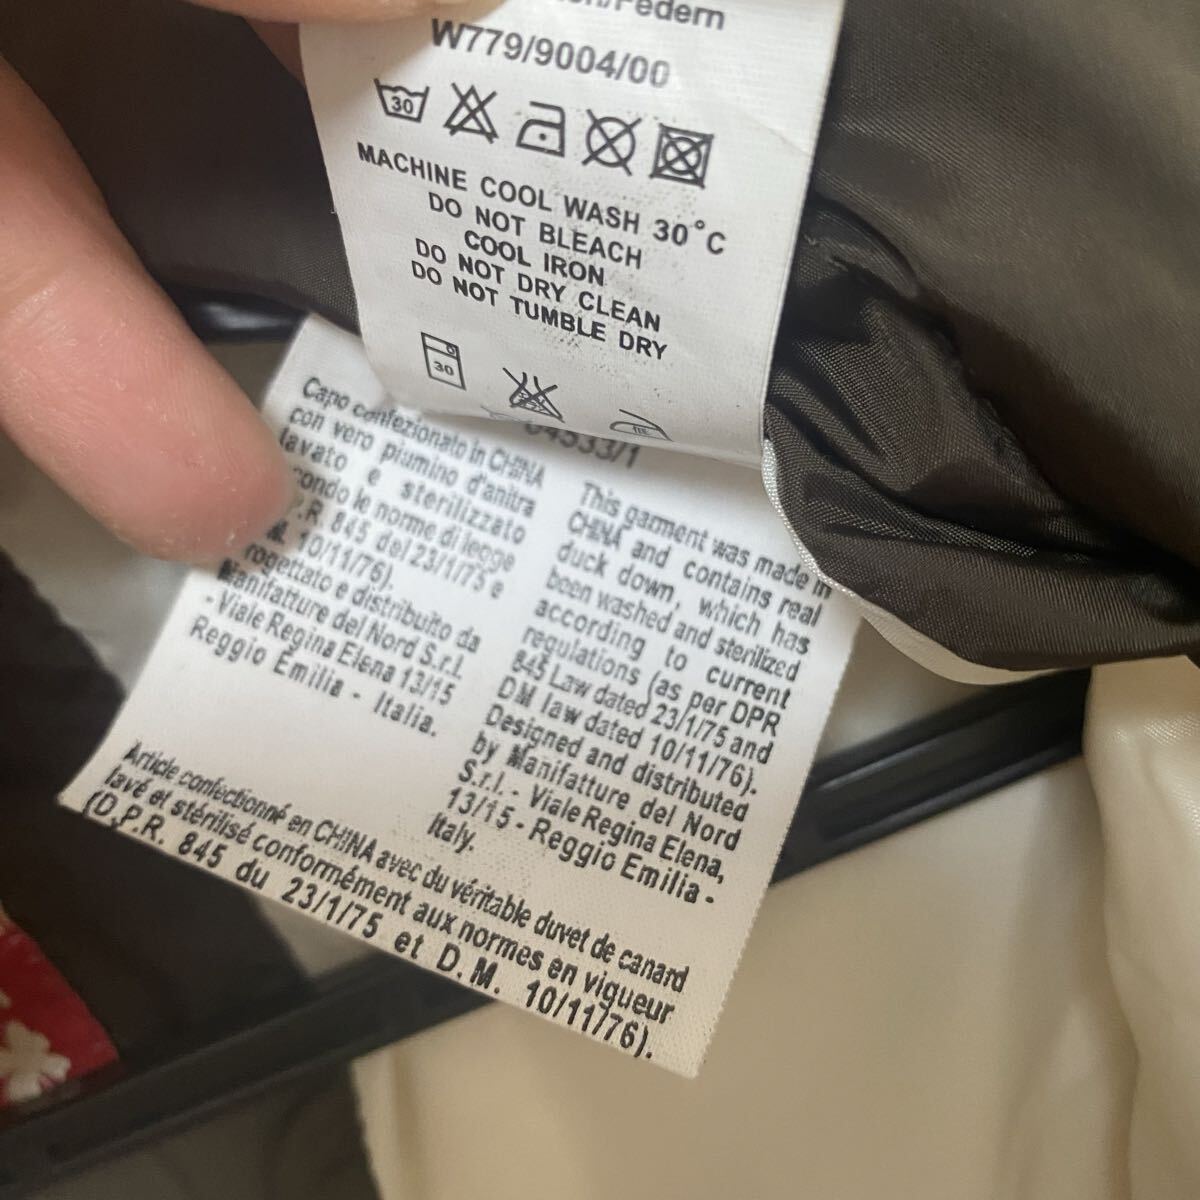 W779/9004/00
30
MACHINE COOL WASH 30°C
DO NOT BLEACH
COOL IRON
DO NOT DRY CLEAN
DO NOT TUMBLE DRY
30
Capo confezionato in CHINA
con vero piumino d'anitra
lavato e sterilizzato
le norme di legge
845 del 23/1/75 e
10/11/76).
e distribuito da
Manifatture del Nord S.r.l.
- Viale Regina Elena 13/15
Reggio Emilia - Italia.
This garment was made in
CHINA and contains real
duck down, which has
been washed and sterilized
according to current
regulations (as per DPR
845 Law dated 23/1/75 and
DM law dated 10/11/76).
Designed and distributed
by Manifatture del Nord
S.r.l. - Viale Regina Elena,
13/15 - Reggio Emilia -
Italy.
Article confectionné en CHINA avec du véritable duvet de canard
lavé et stérilisé conformément aux normes en vigueur
(D.P.R. 845 du 23/1/75 et D.M. 10/11/76).